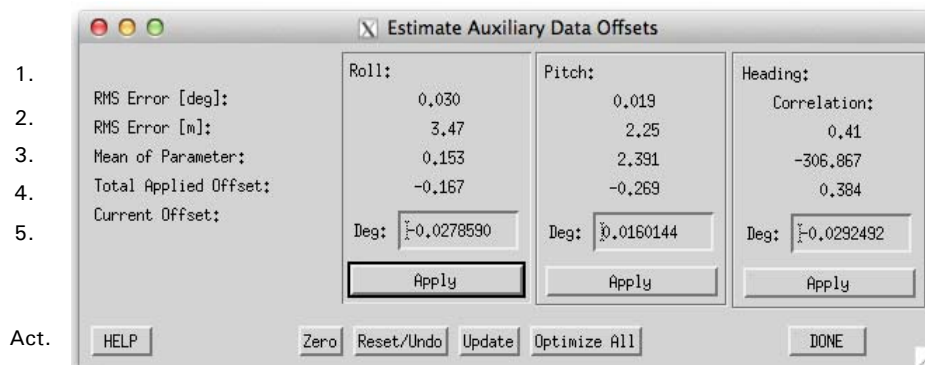 Estimate Auxiliary Data Offsets
1.
2.
3.
4.
5.
Act.
RMS Error [deg]:
RMS Error [m]:
Mean of Parameter:
Total Applied Offset:
Current Offset:
Roll:
0.030
3.47
0.153
-0.167
Deg: -0.0278590
Apply
Pitch:
0.019
2.25
2.391
-0.269
Deg: 0.0160144
Apply
Heading:
Correlation:
0.41
-306.867
0.384
Deg: -0.0292492
Apply
HELP
Zero Reset/Undo Update Optimize All
DONE